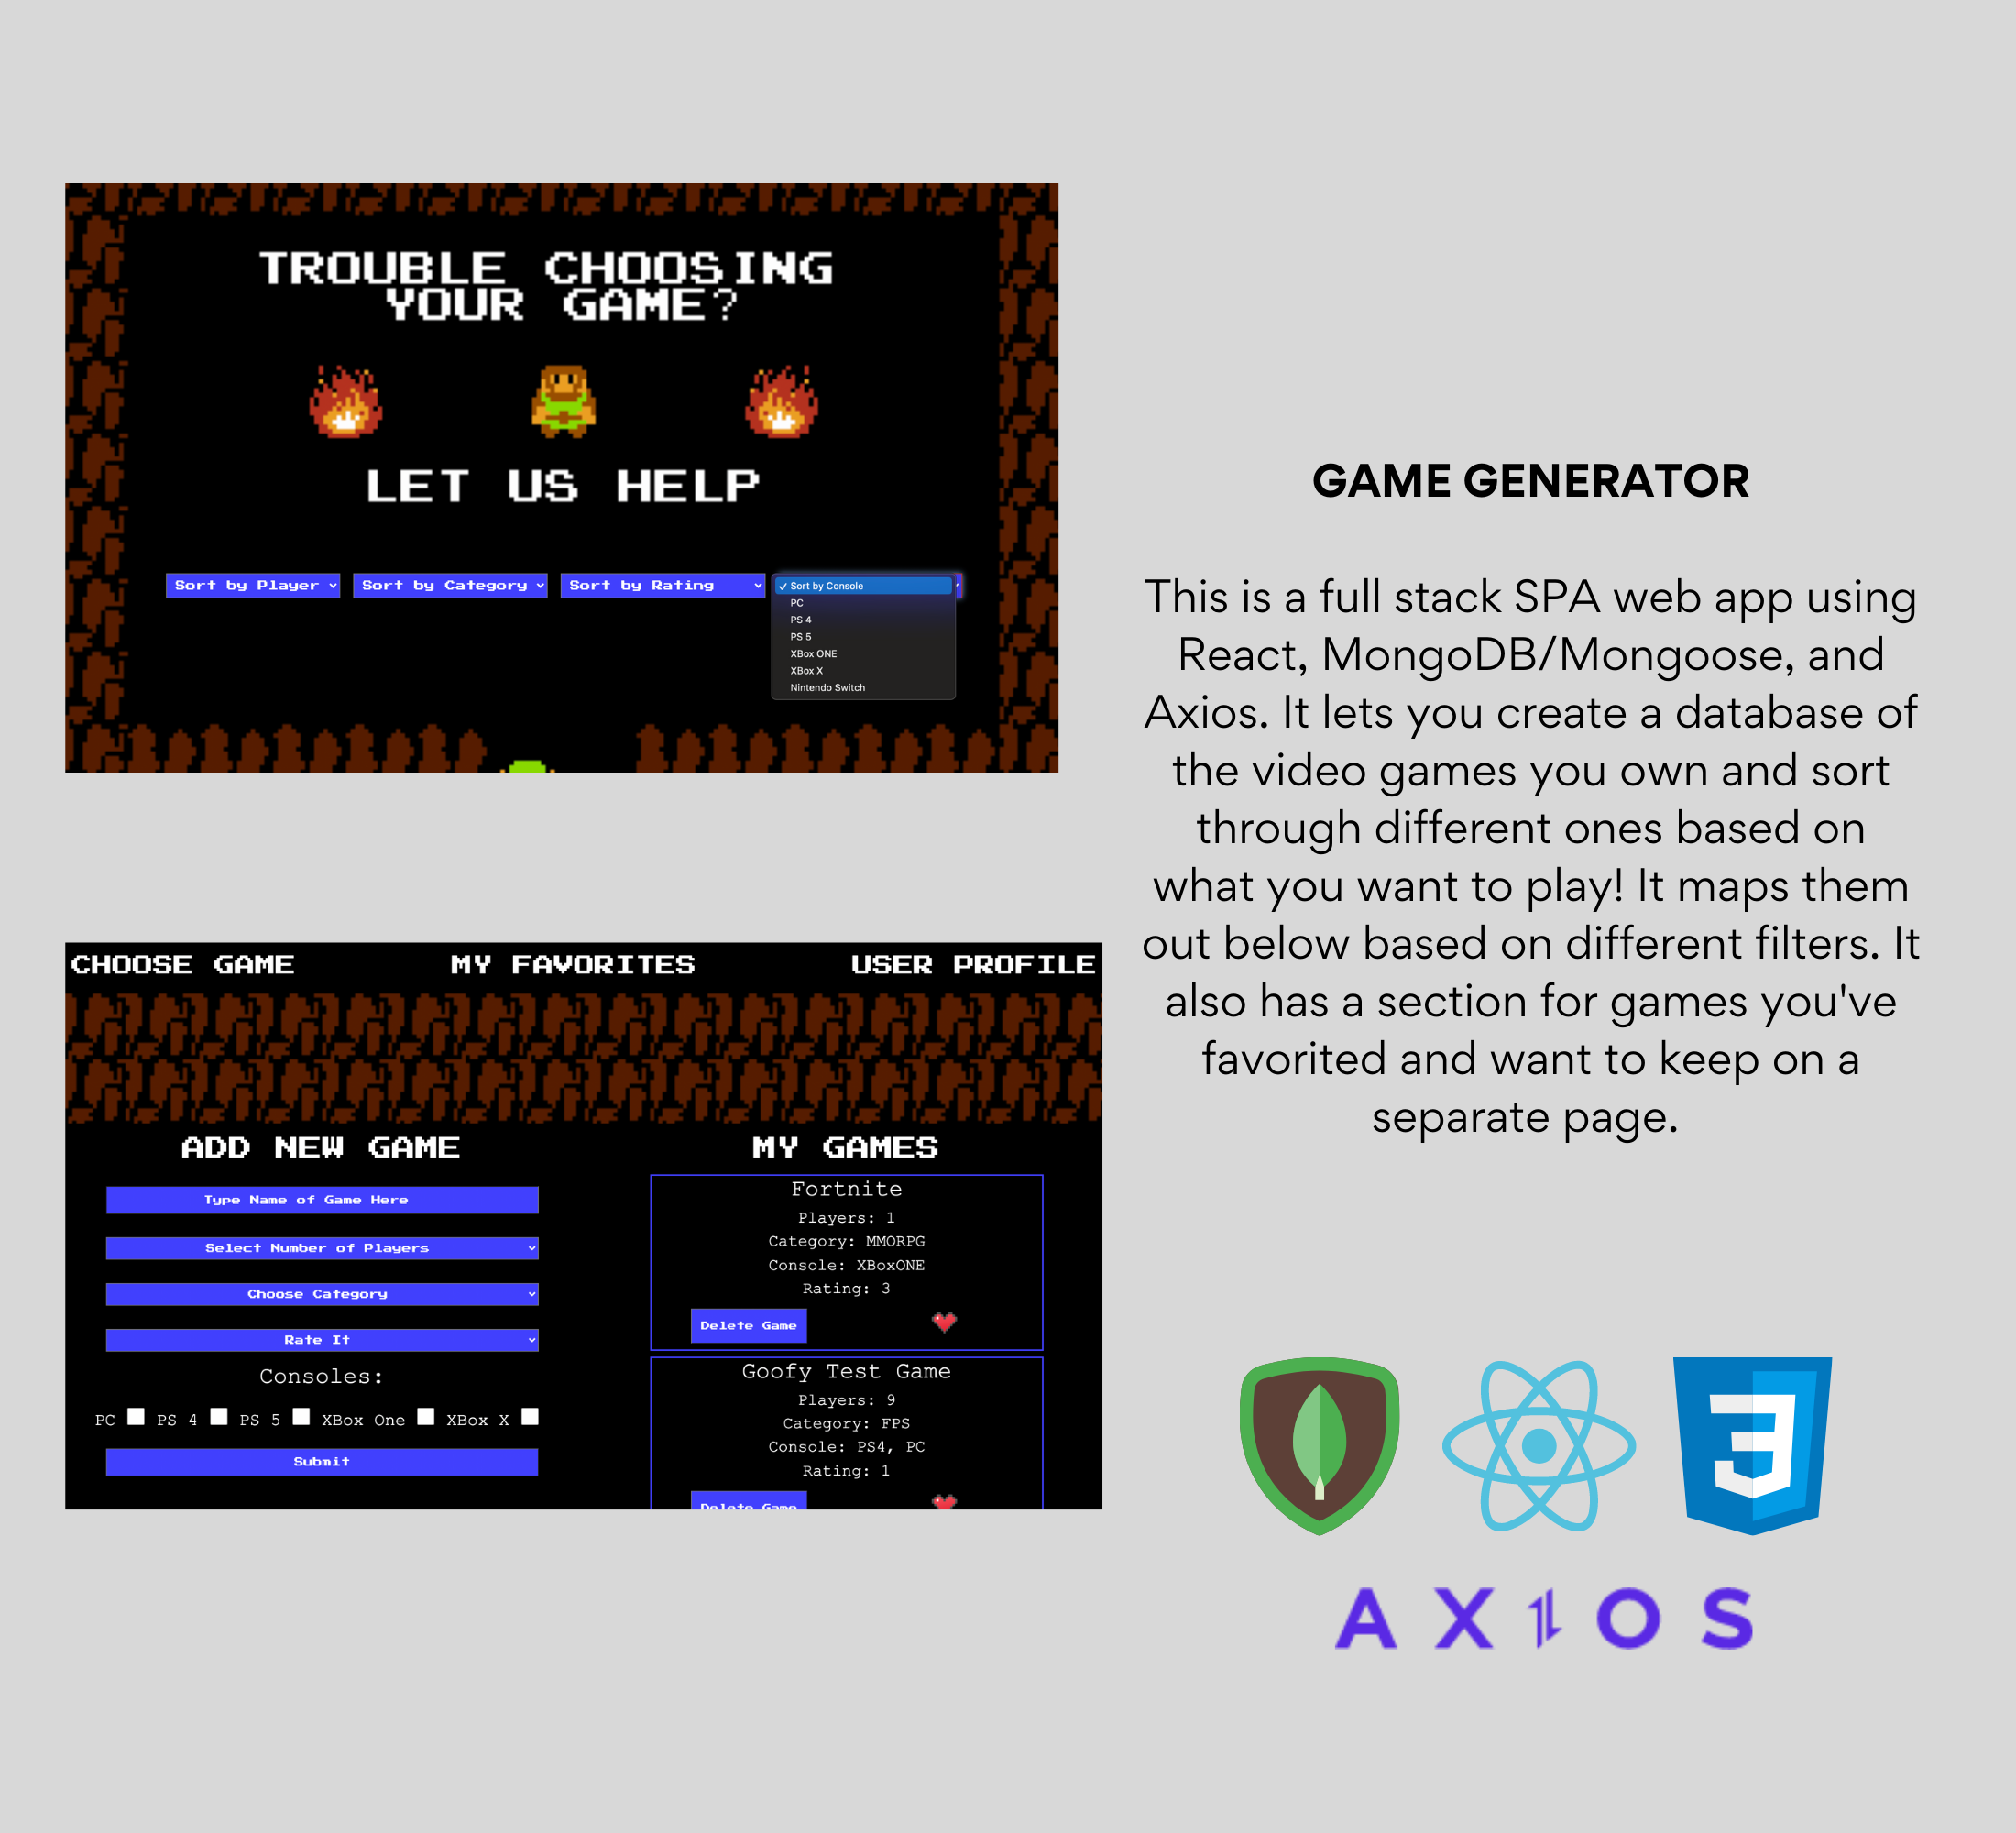 TROUBLE CHOOSING
YOUR GAME?
LET US HELP
Sort by Player
Sort by Category
Sort by Rating
✓ Sort by Console
PC
PS 4
PS 5
XBox ONE
XBox X
Nintendo Switch
CHOOSE GAME
MY FAVORITES
USER PROFILE
ADD NEW GAME
Type Name of Game Here
Select Number of Players
Choose Category
Rate It
Consoles:
PC PS 4 PS 5 XBox One XBox X
Submit
MY GAMES
Fortnite
Players: 1
Category: MMORPG
Console: XBoxONE
Rating: 3
Delete Game
Goofy Test Game
Players: 9
Category: FPS
Console: PS4, PC
Rating: 1
Delete Game
GAME GENERATOR
This is a full stack SPA web app using
React, MongoDB/Mongoose, and
Axios. It lets you create a database of
the video games you own and sort
through different ones based on
what you want to play! It maps them
out below based on different filters. It
also has a section for games you've
favorited and want to keep on a
separate page.
3
AXIOS